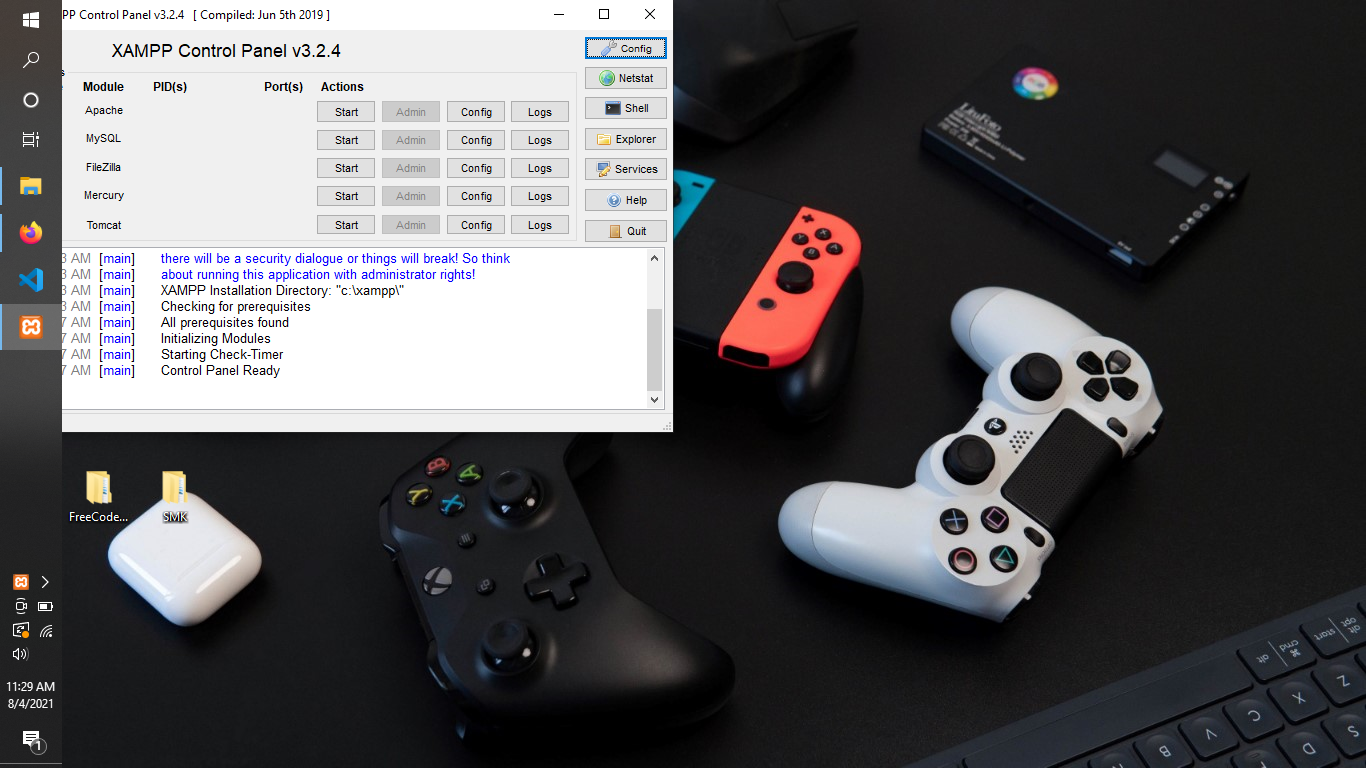 PP Control Panel v3.2.4 [ Compiled: Jun 5th 2019 ]
XAMPP Control Panel v3.2.4
Config
Netstat
Shell
Explorer
Services
Help
Quit
Module PID(s) Port(s) Actions
Apache Start Admin Config Logs
MySQL Start Admin Config Logs
FileZilla Start Admin Config Logs
Mercury Start Admin Config Logs
Tomcat Start Admin Config Logs
3 AM [main] there will be a security dialogue or things will break! So think
3 AM [main] about running this application with administrator rights!
3 AM [main] XAMPP Installation Directory: "c:\xampp\"
3 AM [main] Checking for prerequisites
7 AM [main] All prerequisites found
7 AM [main] Initializing Modules
7 AM [main] Starting Check-Timer
7 AM [main] Control Panel Ready
FreeCode... SMK
11:29 AM
8/4/2021
1
Y X A B
B A Y X
alt cmd ⌘ start alt opt
Z X C V B
S D F